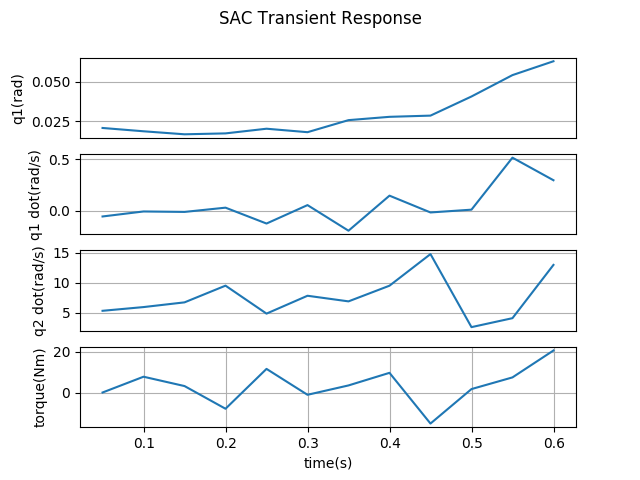 SAC Transient Response
q1(rad)
0.050
0.025
q1 dot(rad/s)
0.5
0.0
q2 dot(rad/s)
15
10
5
torque(Nm)
20
0
0.1 0.2 0.3 0.4 0.5 0.6
time(s)